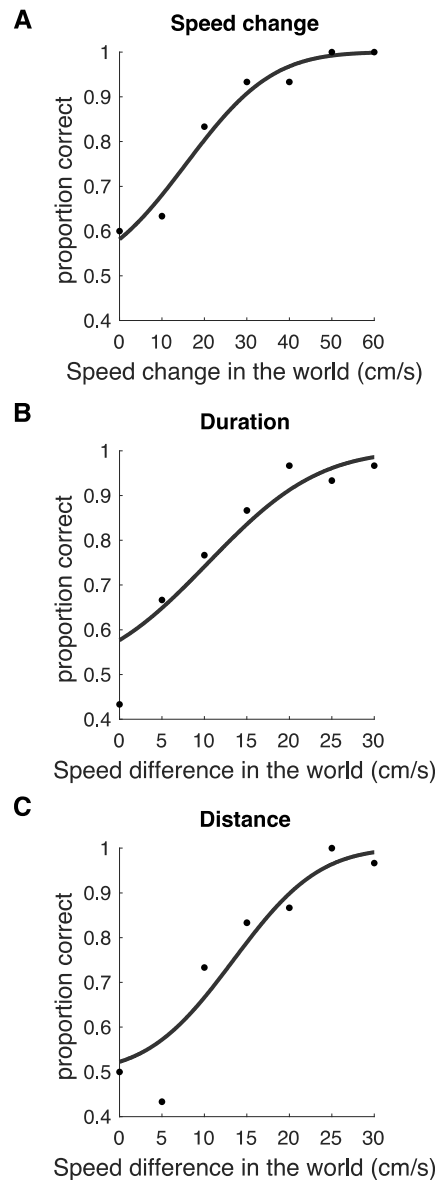 A
Speed change
1
0.9
0.8
0.7
0.6
0.5
0.4
proportion correct
0 10 20 30 40 50 60
Speed change in the world (cm/s)
B
Duration
1
0.9
0.8
0.7
0.6
0.5
0.4
proportion correct
0 5 10 15 20 25 30
Speed difference in the world (cm/s)
C
Distance
1
0.9
0.8
0.7
0.6
0.5
0.4
proportion correct
0 5 10 15 20 25 30
Speed difference in the world (cm/s)